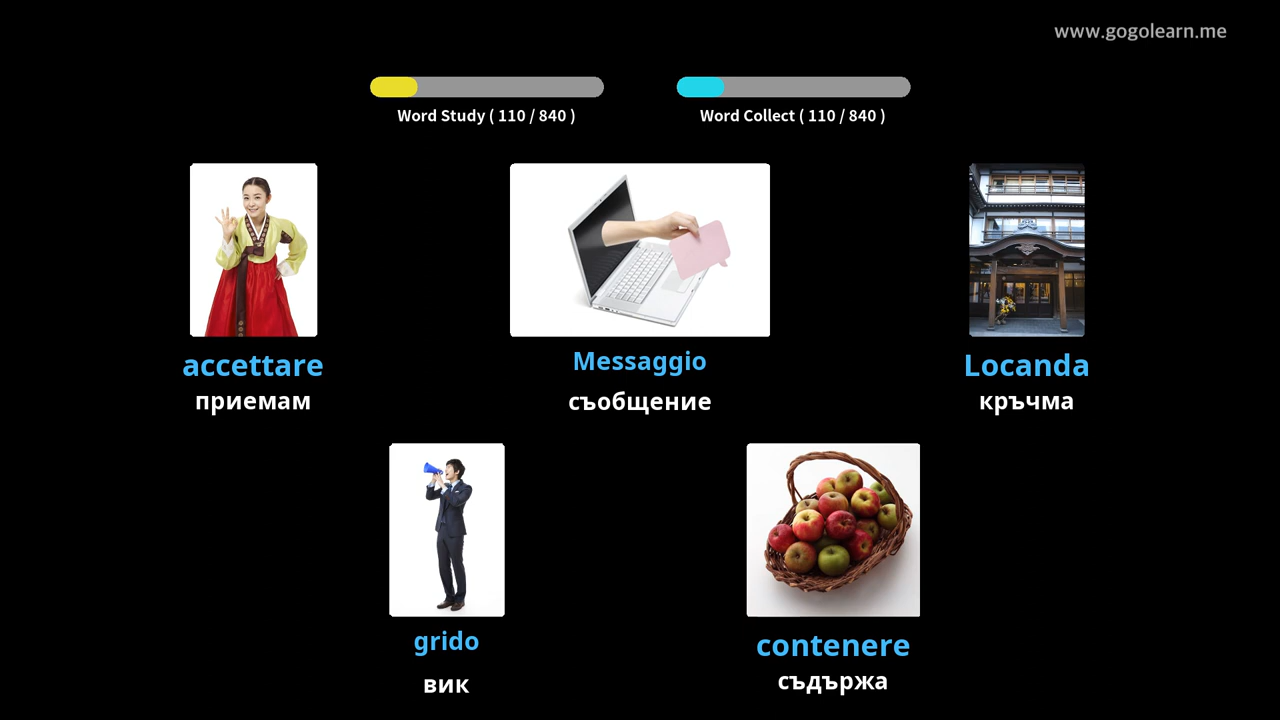 www.gogolearn.me
Word Study ( 110 / 840 )
Word Collect ( 110 / 840 )
accettare
приемам
Messaggio
съобщение
Locanda
кръчма
grido
вик
contenere
съдържа